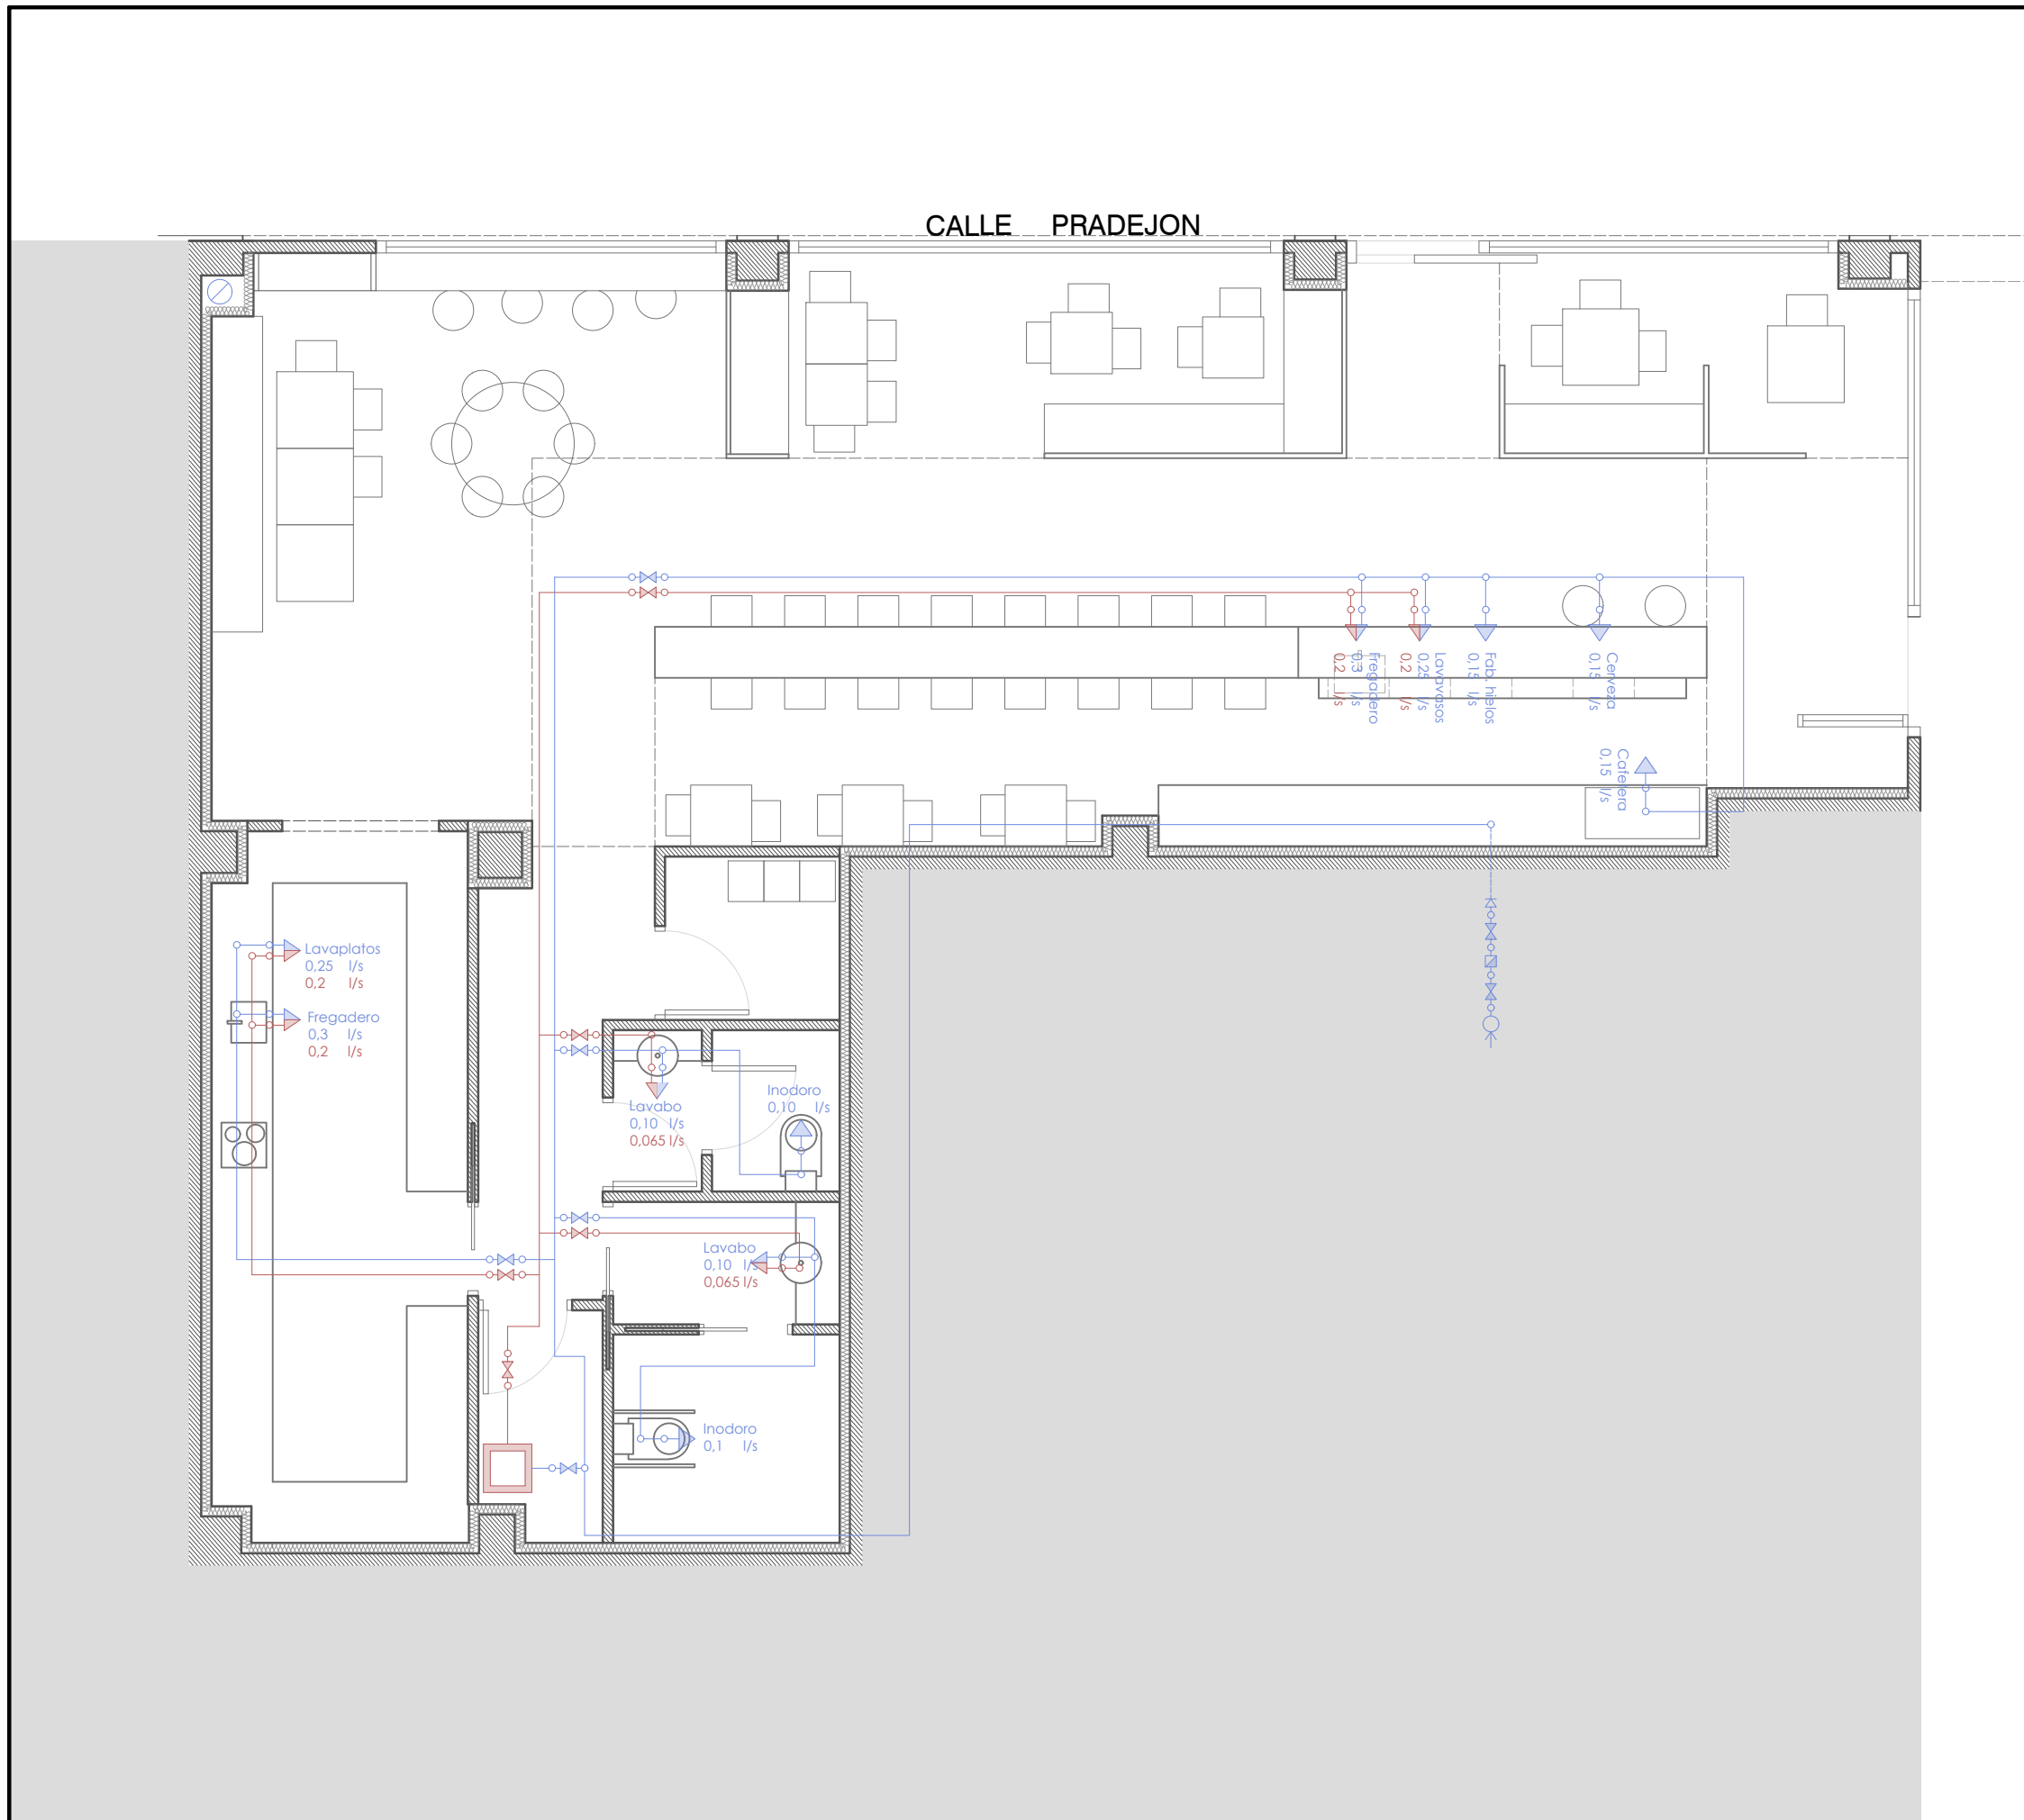 CALLE PRADEJON
Fregadero
0,3 l/s
0,2 l/s
Lavavasos
0,25 l/s
0,2 l/s
Fab. hielos
0,15 l/s
Cerveza
0,15 l/s
Cafetera
0,15 l/s
Lavaplatos
0,25 l/s
0,2 l/s
Fregadero
0,3 l/s
0,2 l/s
Lavabo
0,10 l/s
0,065 l/s
Inodoro
0,10 l/s
Lavabo
0,10 l/s
0,065 l/s
Inodoro
0,1 l/s